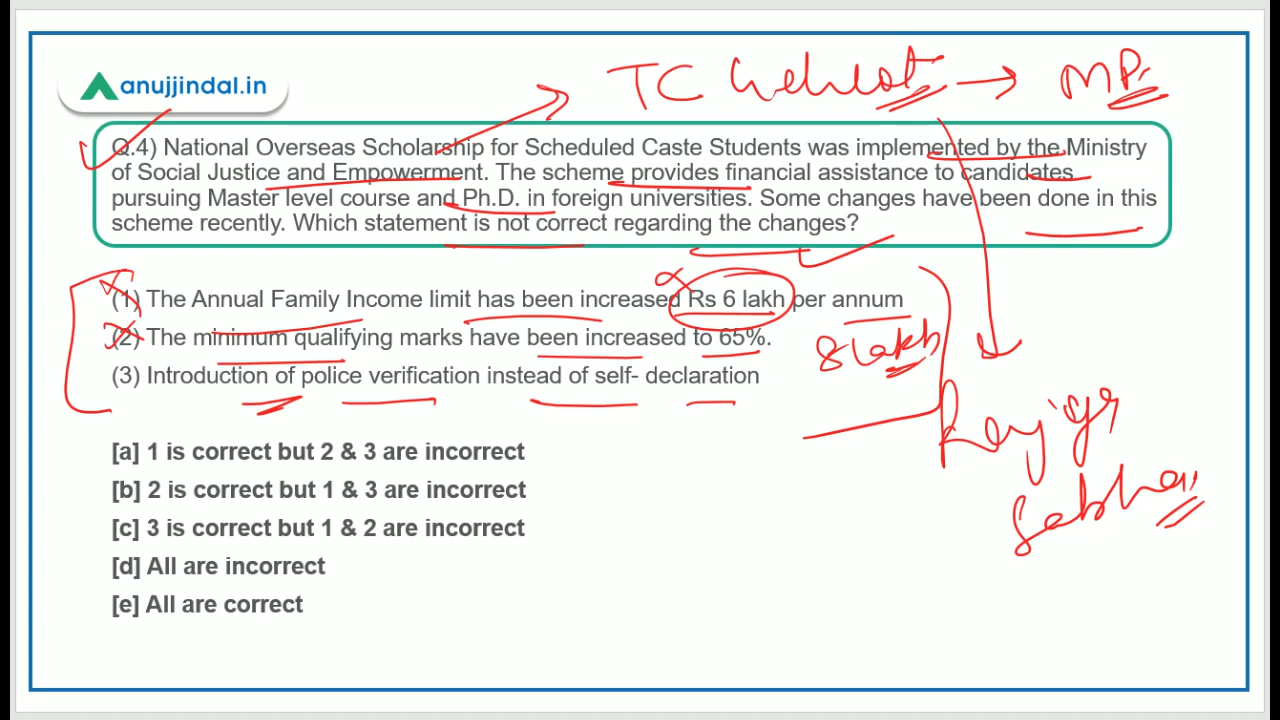 anujjindal.in
TC Gehlot → MP.
Q.4) National Overseas Scholarship for Scheduled Caste Students was implemented by the Ministry
of Social Justice and Empowerment. The scheme provides financial assistance to candidates
pursuing Master level course and Ph.D. in foreign universities. Some changes have been done in this
scheme recently. Which statement is not correct regarding the changes?
(1) The Annual Family Income limit has been increased Rs 6 lakh per annum
(2) The minimum qualifying marks have been increased to 65%.
8 lakh
(3) Introduction of police verification instead of self- declaration
[a] 1 is correct but 2 & 3 are incorrect
[b] 2 is correct but 1 & 3 are incorrect
[c] 3 is correct but 1 & 2 are incorrect
[d] All are incorrect
[e] All are correct
Sabha